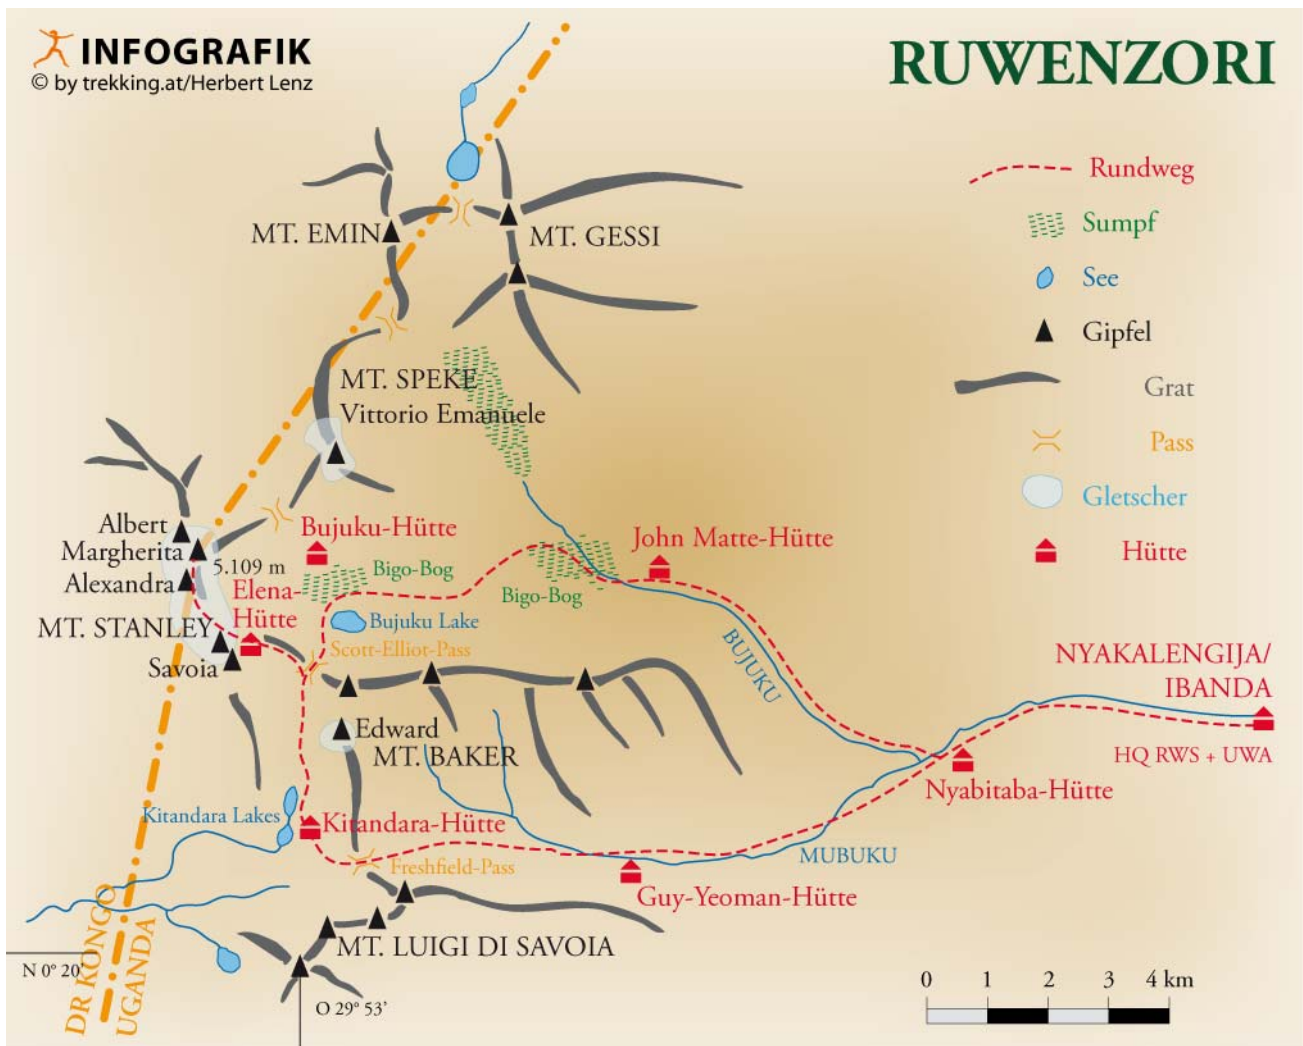 INFOGRAFIK
© by trekking.at/Herbert Lenz
RUWENZORI
Rundweg
Sumpf
See
Gipfel
Grat
Pass
Gletscher
Hütte
MT. EMIN
MT. GESSI
MT. SPEKE
Vittorio Emanuele
Albert
Margherita
5.109 m
Alexandra
Elena-
Hütte
MT. STANLEY
Savoia
Bujuku-Hütte
Bigo-Bog
Bujuku Lake
Scott-Elliot-Pass
John Matte-Hütte
Bigo-Bog
BUJUKU
NYAKALENGIJA/
IBANDA
HQ RWS + UWA
Edward
MT. BAKER
Nyabitaba-Hütte
Kitandara Lakes
Kitandara-Hütte
Freshfield-Pass
MUBUKU
Guy-Yeoman-Hütte
MT. LUIGI DI SAVOIA
DR KONGO
UGANDA
N 0° 20'
O 29° 53'
0 1 2 3 4 km